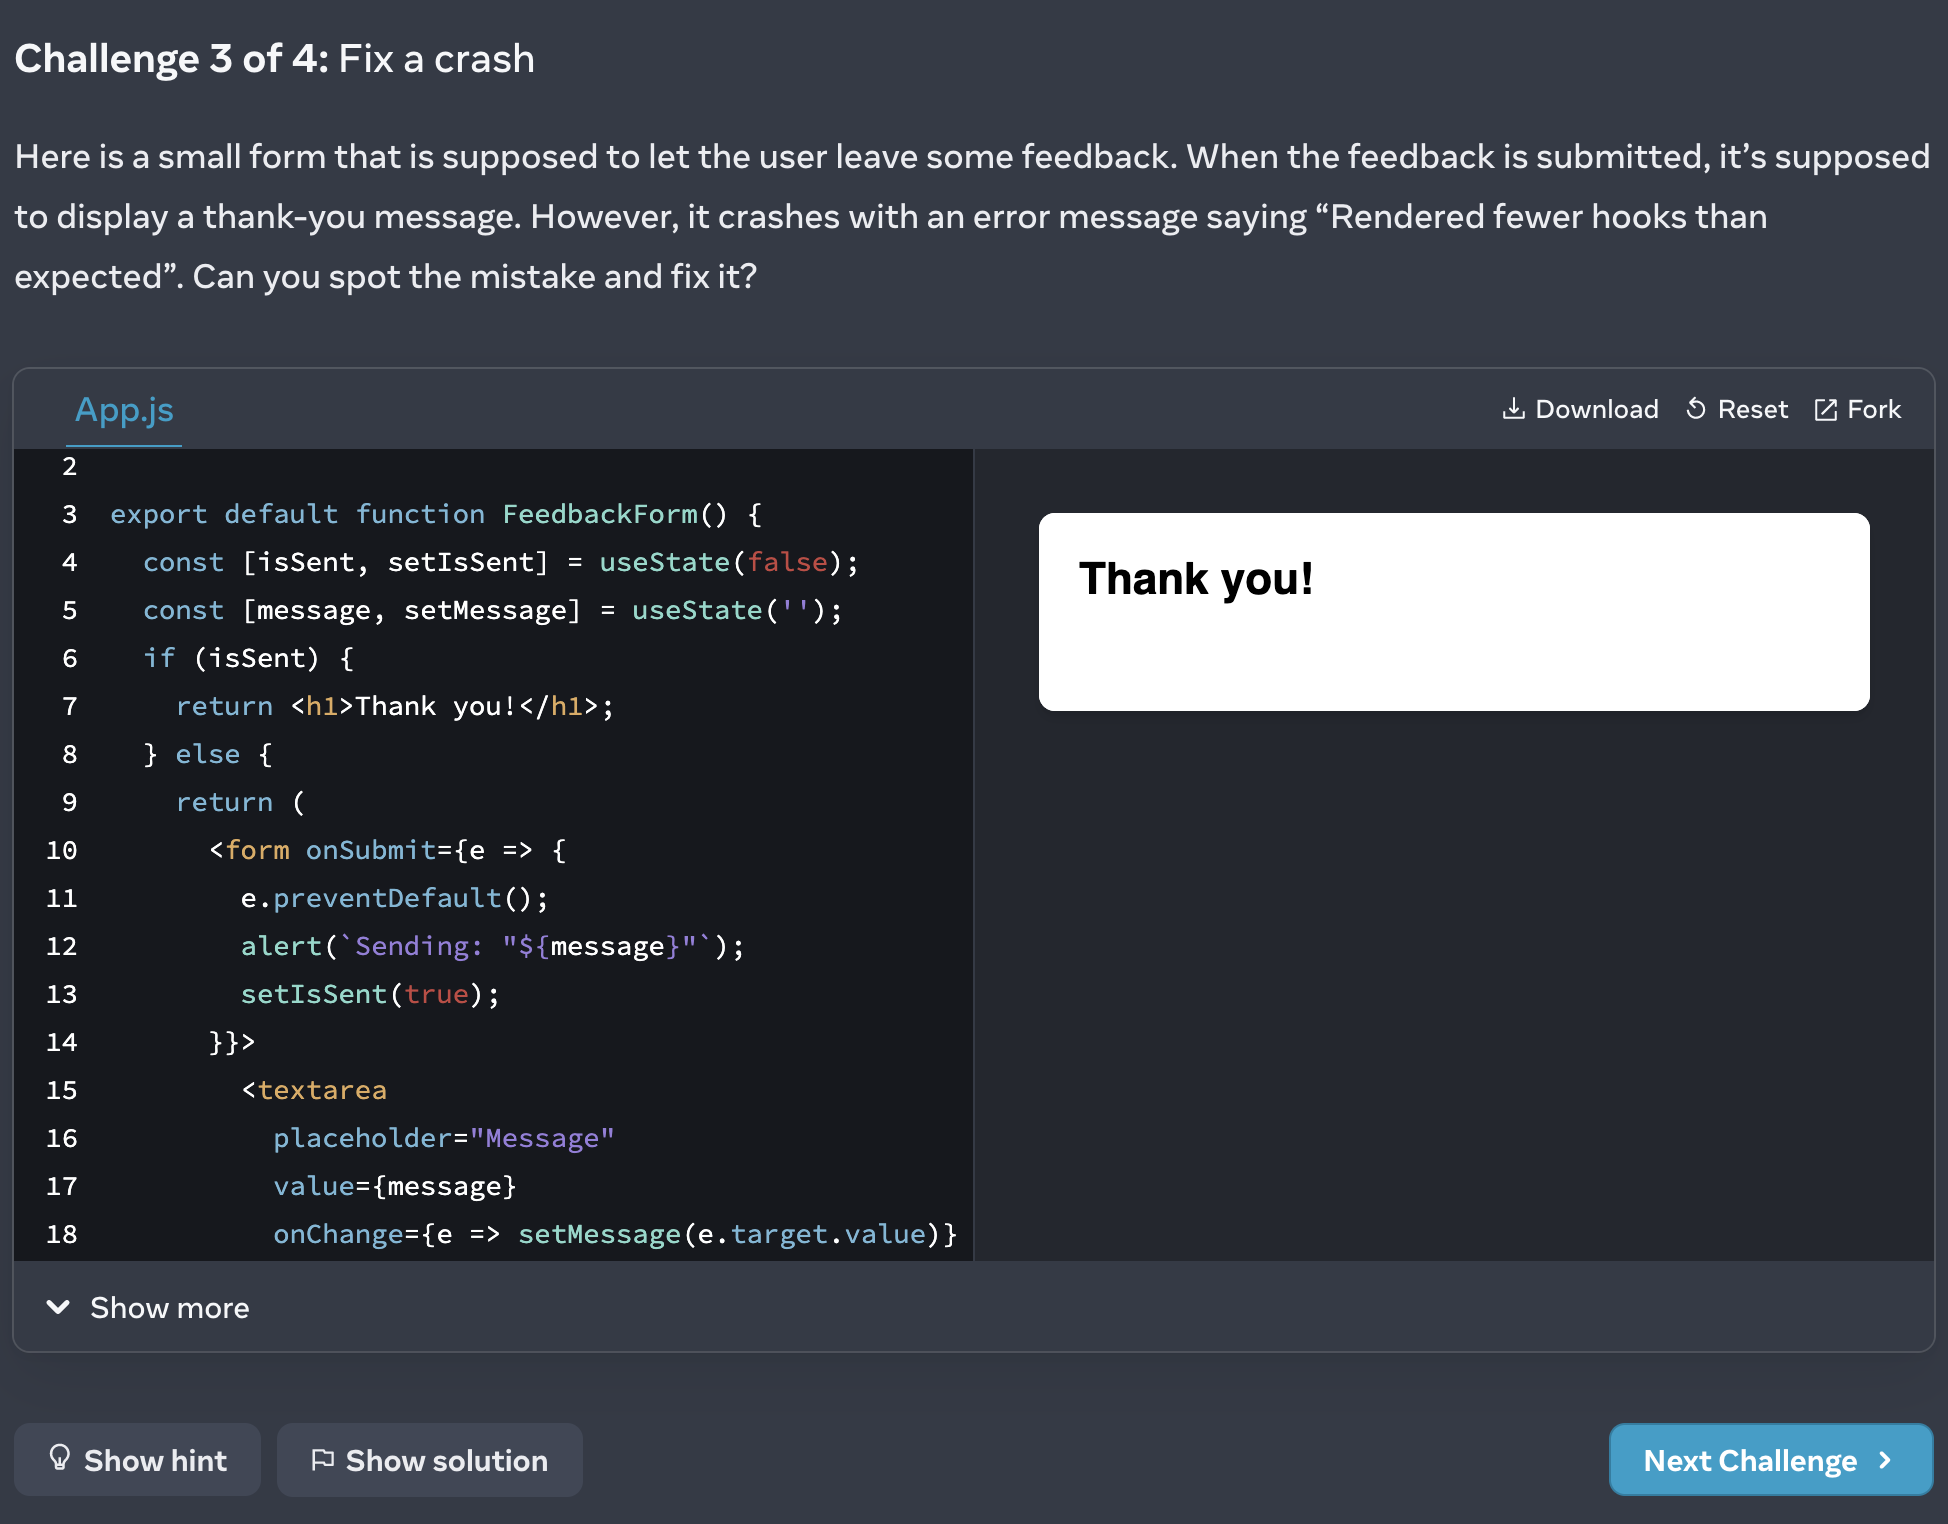 Challenge 3 of 4: Fix a crash
Here is a small form that is supposed to let the user leave some feedback. When the feedback is submitted, it’s supposed
to display a thank-you message. However, it crashes with an error message saying “Rendered fewer hooks than
expected”. Can you spot the mistake and fix it?
App.js
Download
Reset
Fork
2
3 export default function FeedbackForm() {
4   const [isSent, setIsSent] = useState(false);
5   const [message, setMessage] = useState('');
6   if (isSent) {
7     return <h1>Thank you!</h1>;
8   } else {
9     return (
10       <form onSubmit={e => {
11         e.preventDefault();
12         alert(`Sending: "${message}"`);
13         setIsSent(true);
14       }}>
15         <textarea
16           placeholder="Message"
17           value={message}
18           onChange={e => setMessage(e.target.value)}
Thank you!
Show more
Show hint
Show solution
Next Challenge